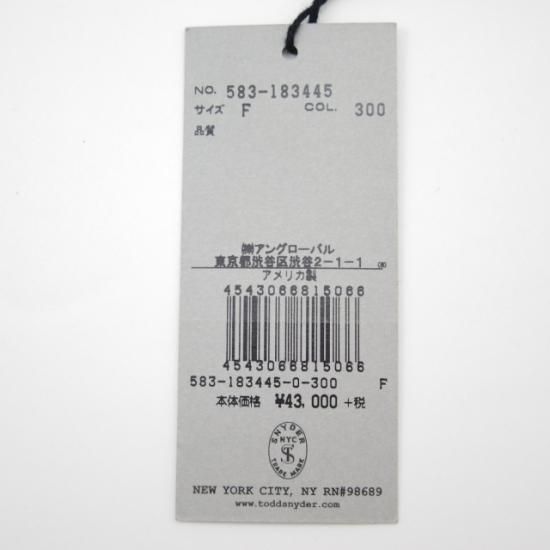 NO. 583-183445
サイズ F COL. 300
品質
㈱アングローバル
東京都渋谷区渋谷2-1-1
アメリカ製
4543066815066
4543066815066
583-183445-0-300 F
本体価格 ¥43,000 +税
SNYDER
NYC
TS
TRADE MARK
NEW YORK CITY, NY RN#98689
www.toddsnyder.com